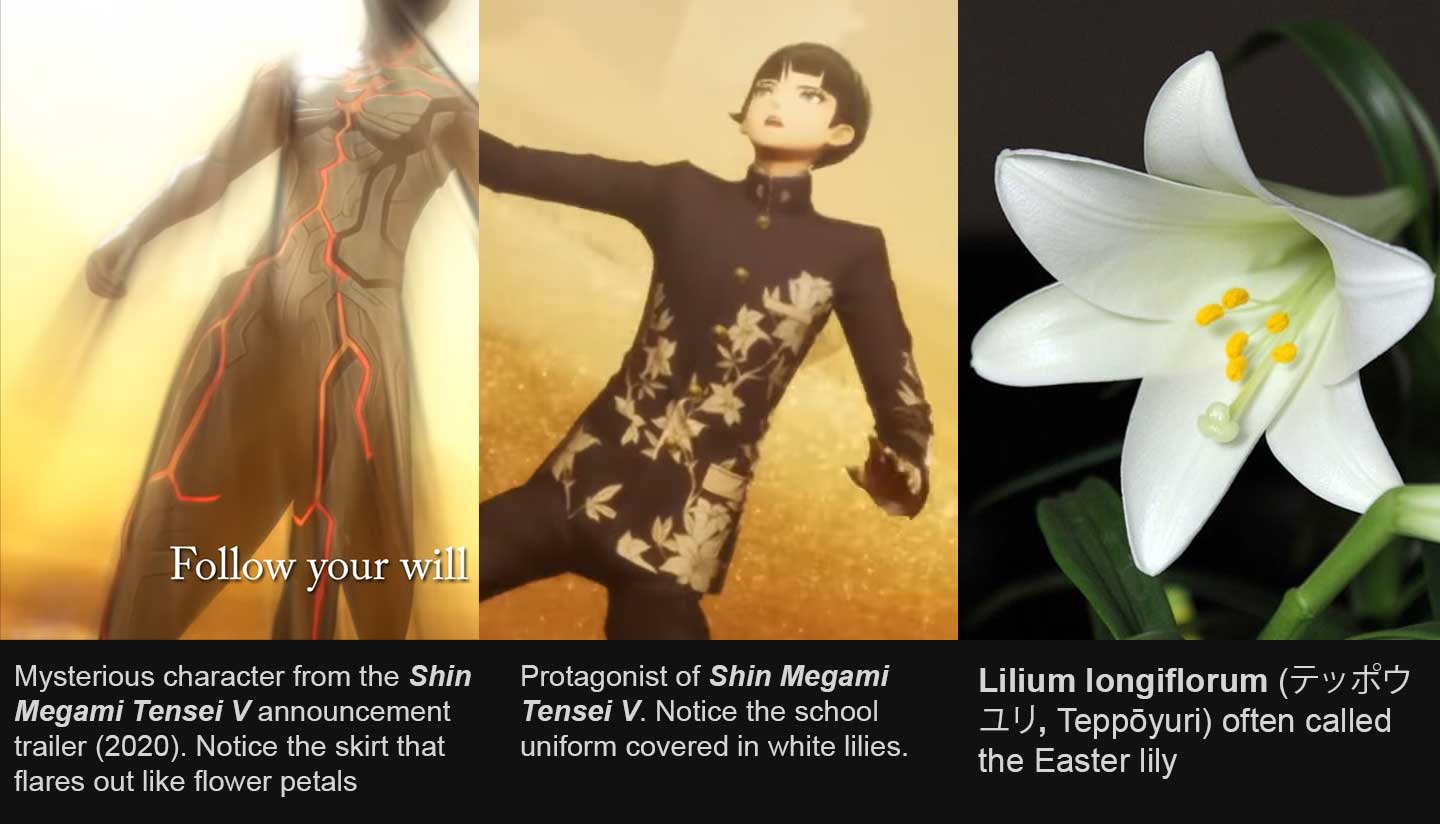 Follow your will
Mysterious character from the Shin
Megami Tensei V announcement
trailer (2020). Notice the skirt that
flares out like flower petals
Protagonist of Shin Megami
Tensei V. Notice the school
uniform covered in white lilies.
Lilium longiflorum (テッポウ
ユリ, Teppōyuri) often called
the Easter lily